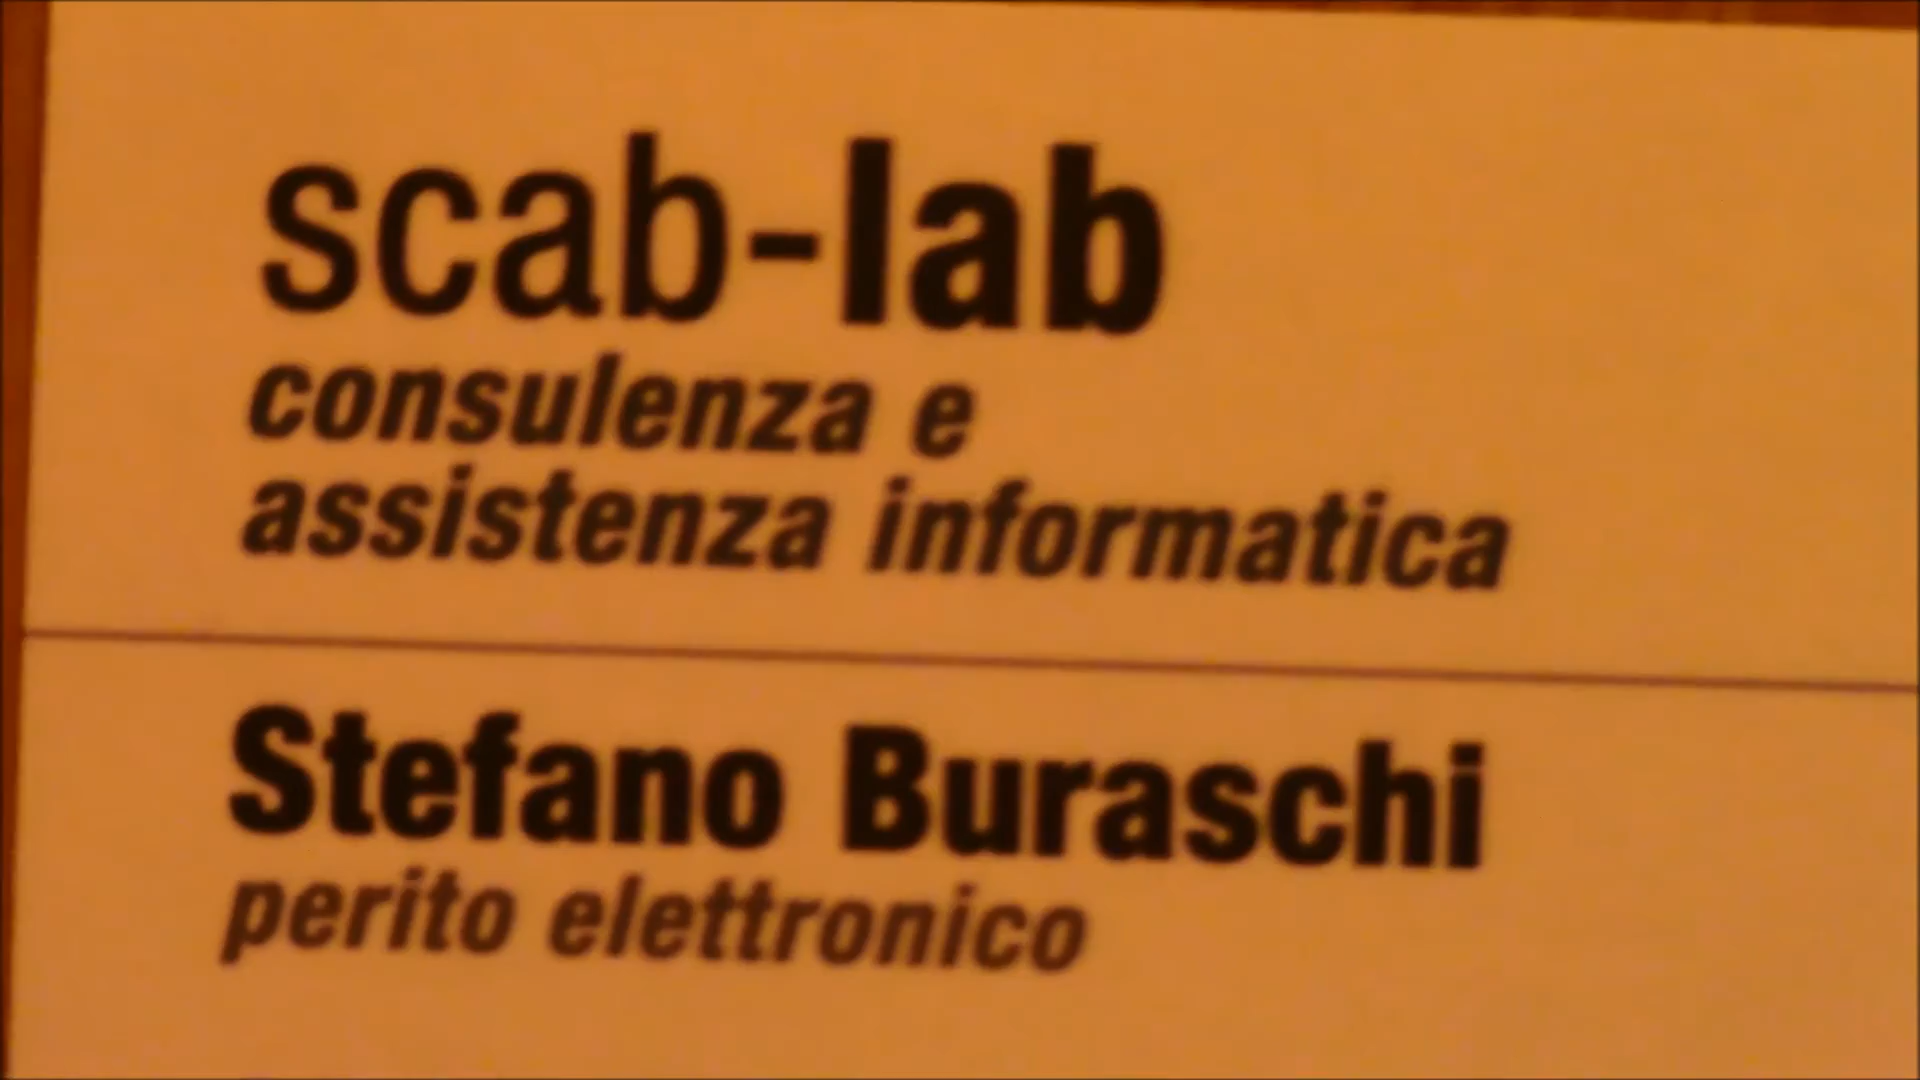 scab-lab
consulenza e
assistenza informatica
Stefano Buraschi
perito elettronico